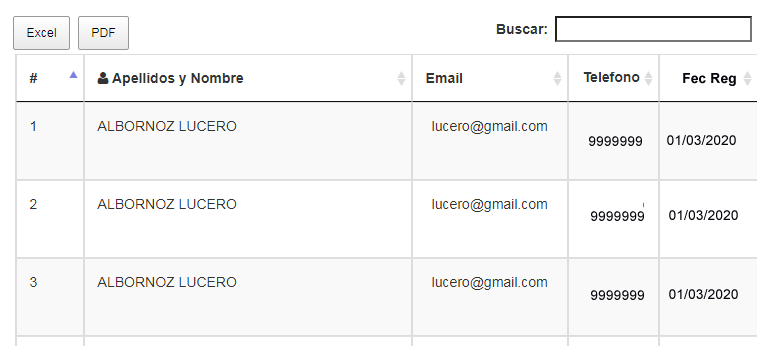 Excel PDF Buscar:
# Apellidos y Nombre Email Telefono Fec Reg
1 ALBORNOZ LUCERO lucero@gmail.com 9999999 01/03/2020
2 ALBORNOZ LUCERO lucero@gmail.com 9999999 01/03/2020
3 ALBORNOZ LUCERO lucero@gmail.com 9999999 01/03/2020